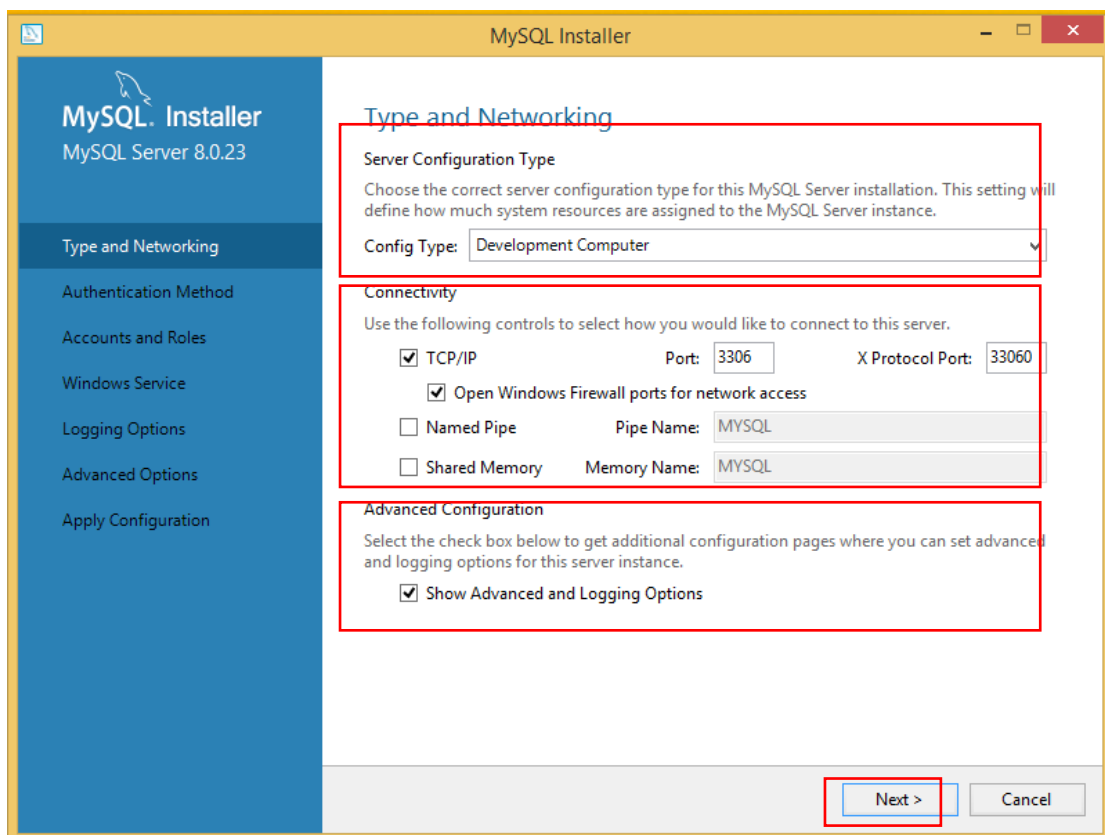 MySQL Installer
MySQL. Installer
MySQL Server 8.0.23
Type and Networking
Authentication Method
Accounts and Roles
Windows Service
Logging Options
Advanced Options
Apply Configuration
Type and Networking
Server Configuration Type
Choose the correct server configuration type for this MySQL Server installation. This setting will
define how much system resources are assigned to the MySQL Server instance.
Config Type: Development Computer
Connectivity
Use the following controls to select how you would like to connect to this server.
TCP/IP Port: 3306 X Protocol Port: 33060
Open Windows Firewall ports for network access
Named Pipe Pipe Name: MYSQL
Shared Memory Memory Name: MYSQL
Advanced Configuration
Select the check box below to get additional configuration pages where you can set advanced
and logging options for this server instance.
Show Advanced and Logging Options
Next > Cancel